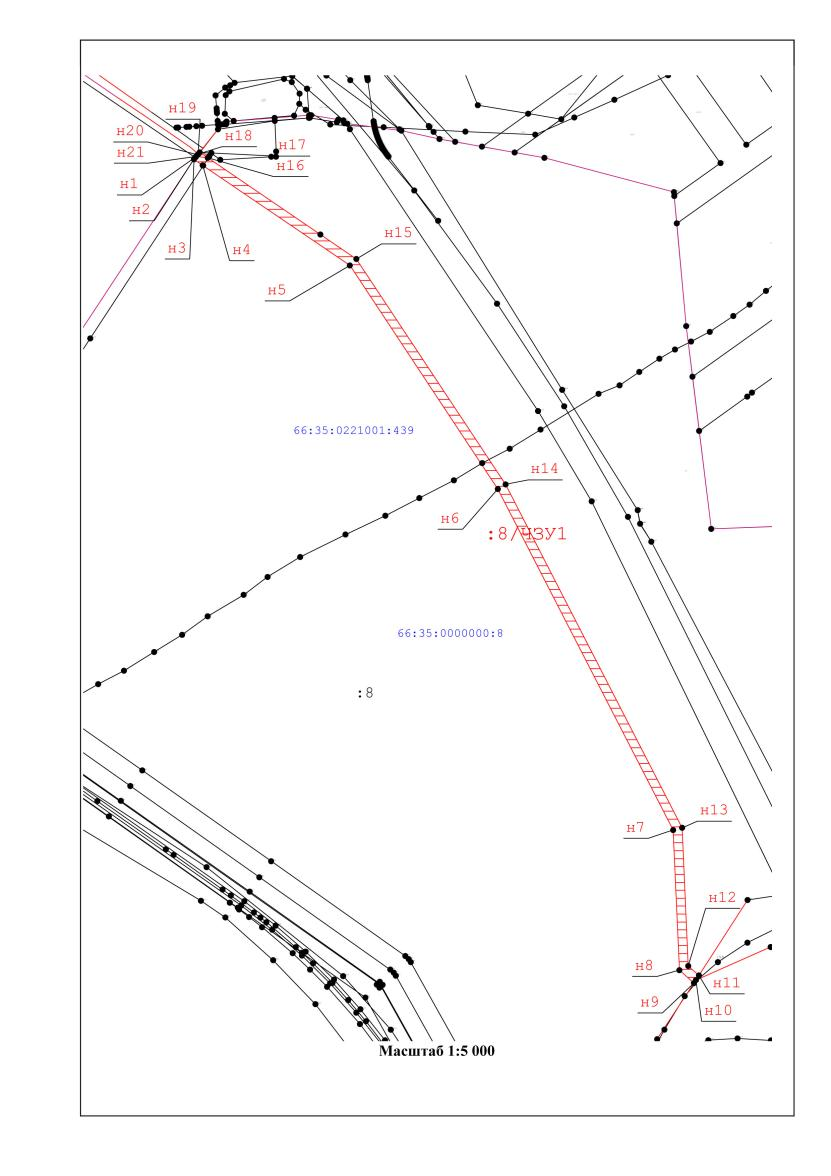 н19
н20
н18
н17
н21
н16
н1
н2
н3
н4
н15
н5
66:35:0221001:439
н14
н6
:8/ЧЗУ1
66:35:0000000:8
:8
н13
н7
н12
н8
н11
н9
н10
Масштаб 1:5 000